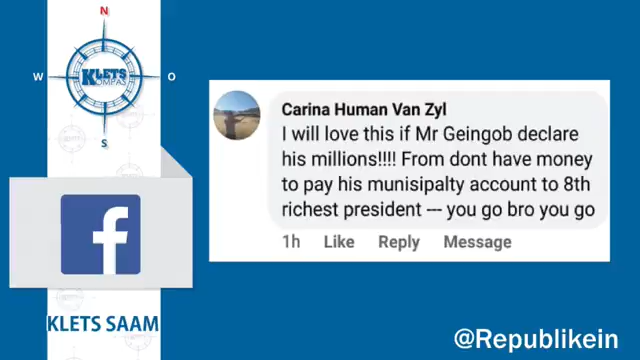 N
W
O
S
KLETS
KOMPAS
f
KLETS SAAM
Carina Human Van Zyl
I will love this if Mr Geingob declare
his millions!!!! From dont have money
to pay his munisipalty account to 8th
richest president --- you go bro you go
1h Like Reply Message
@Republikein